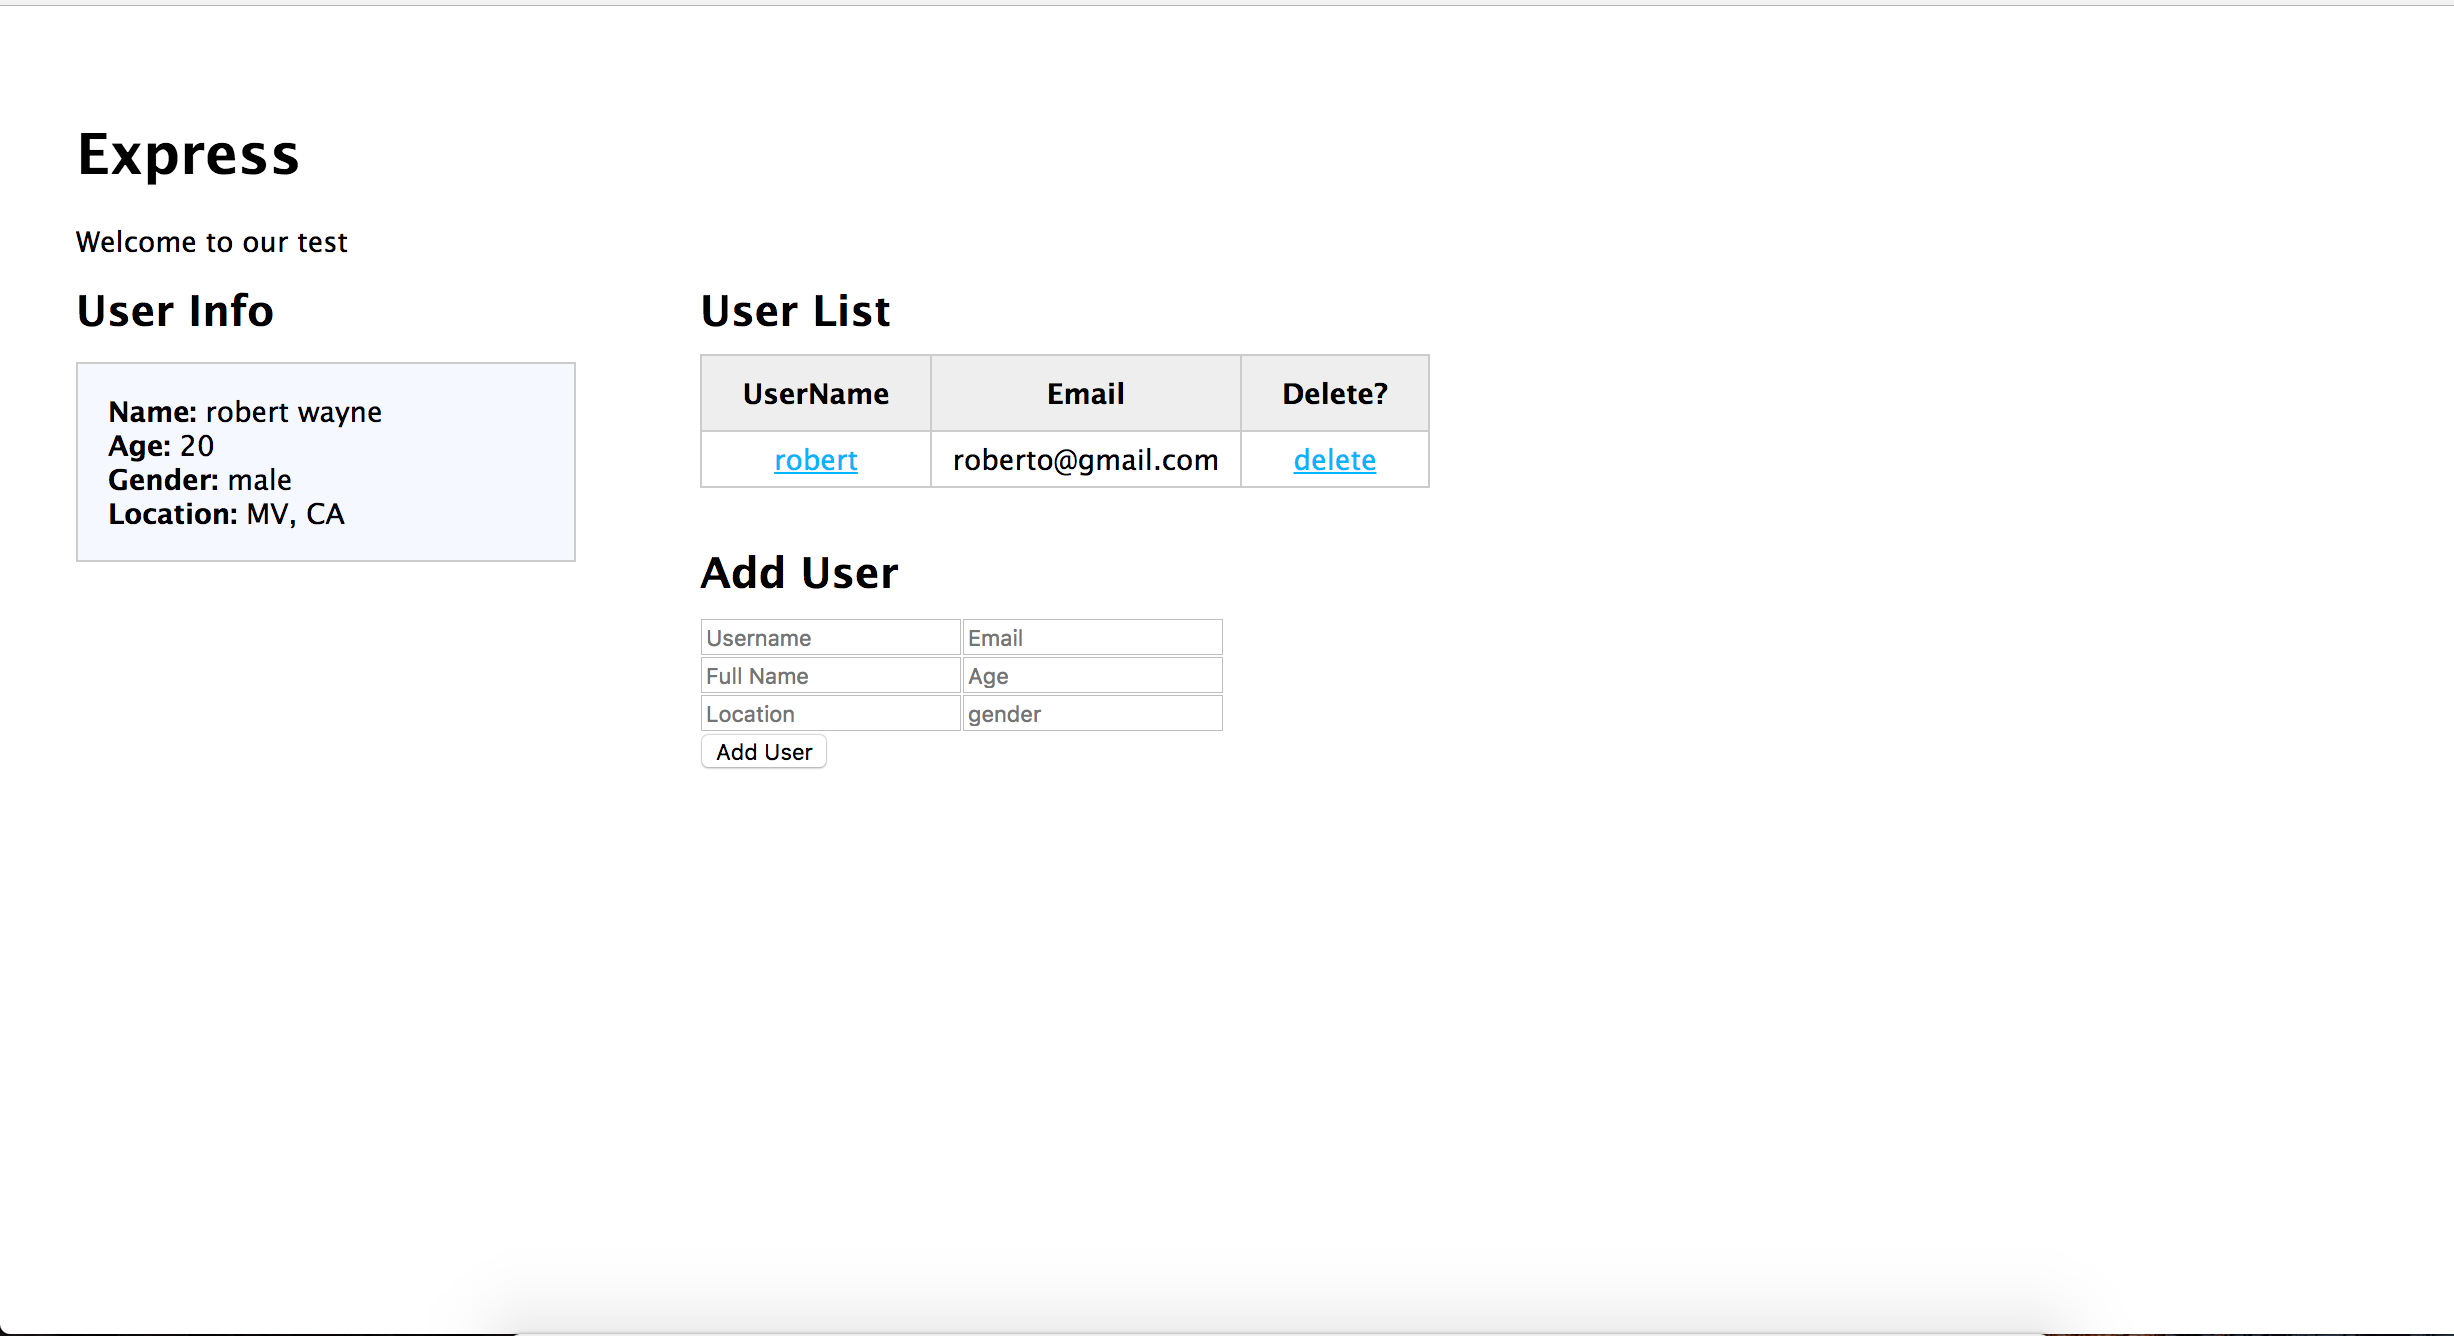 Express
Welcome to our test
User Info
Name: robert wayne
Age: 20
Gender: male
Location: MV, CA
User List
UserName Email Delete?
robert roberto@gmail.com delete
Add User
Username Email
Full Name Age
Location gender
Add User